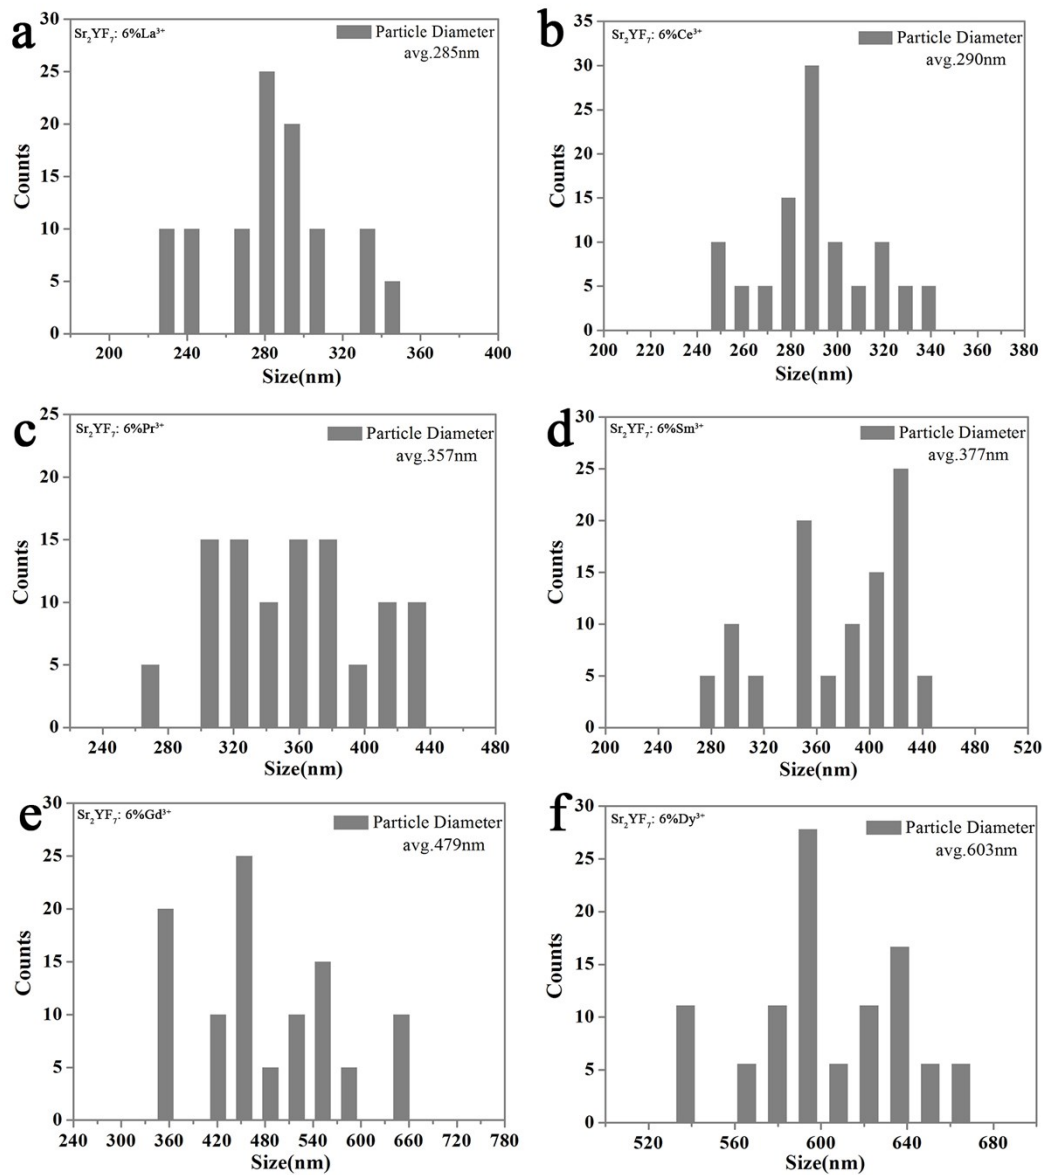 a
Sr₂YF₇: 6%La³⁺
Particle Diameter
avg.285nm
30
25
20
15
10
5
0
Counts
200 240 280 320 360 400
Size(nm)
b
Sr₂YF₇: 6%Ce³⁺
Particle Diameter
avg.290nm
35
30
25
20
15
10
5
0
Counts
200 220 240 260 280 300 320 340 360 380
Size(nm)
c
Sr₂YF₇: 6%Pr³⁺
Particle Diameter
avg.357nm
25
20
15
10
5
0
Counts
240 280 320 360 400 440 480
Size(nm)
d
Sr₂YF₇: 6%Sm³⁺
Particle Diameter
avg.377nm
30
25
20
15
10
5
0
Counts
200 240 280 320 360 400 440 480 520
Size(nm)
e
Sr₂YF₇: 6%Gd³⁺
Particle Diameter
avg.479nm
30
25
20
15
10
5
0
Counts
240 300 360 420 480 540 600 660 720 780
Size(nm)
f
Sr₂YF₇: 6%Dy³⁺
Particle Diameter
avg.603nm
30
25
20
15
10
5
0
Counts
520 560 600 640 680
Size(nm)